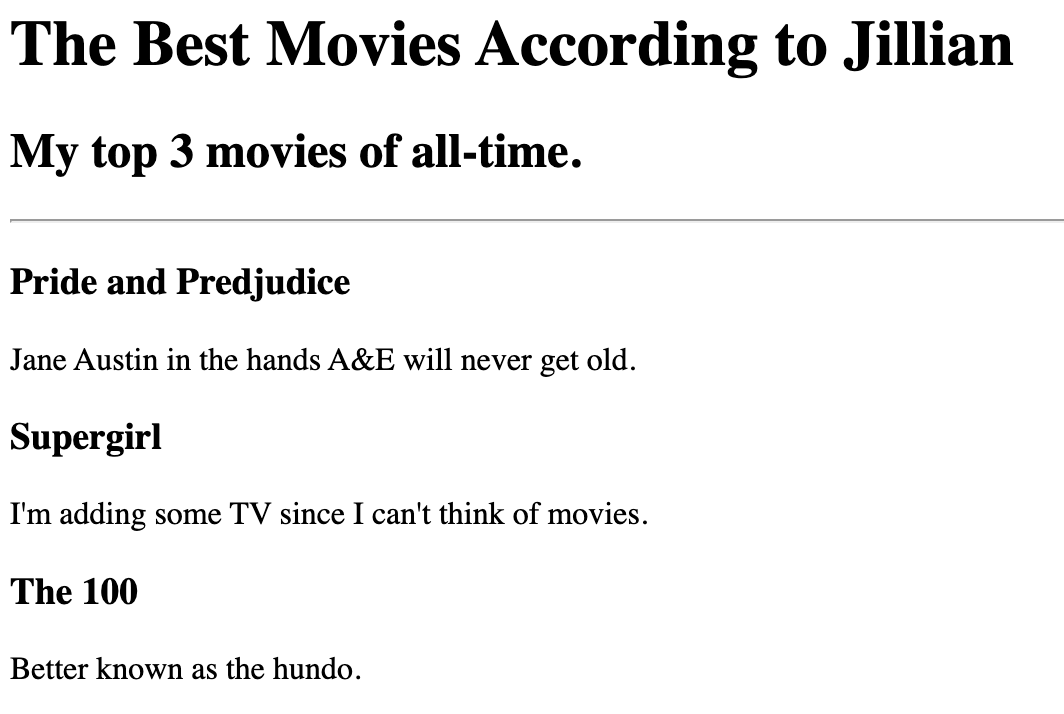 The Best Movies According to Jillian
My top 3 movies of all-time.
Pride and Predjudice
Jane Austin in the hands A&E will never get old.
Supergirl
I'm adding some TV since I can't think of movies.
The 100
Better known as the hundo.